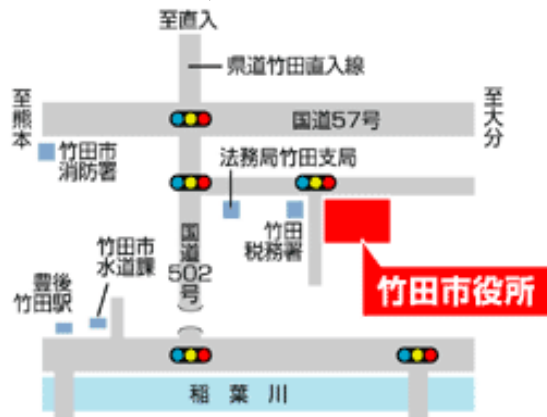 至直入
県道竹田直入線
至熊本
国道57号
至大分
竹田市
消防署
法務局竹田支局
国道502号
竹田
税務署
竹田市役所
竹田市
水道課
豊後
竹田駅
稲葉川